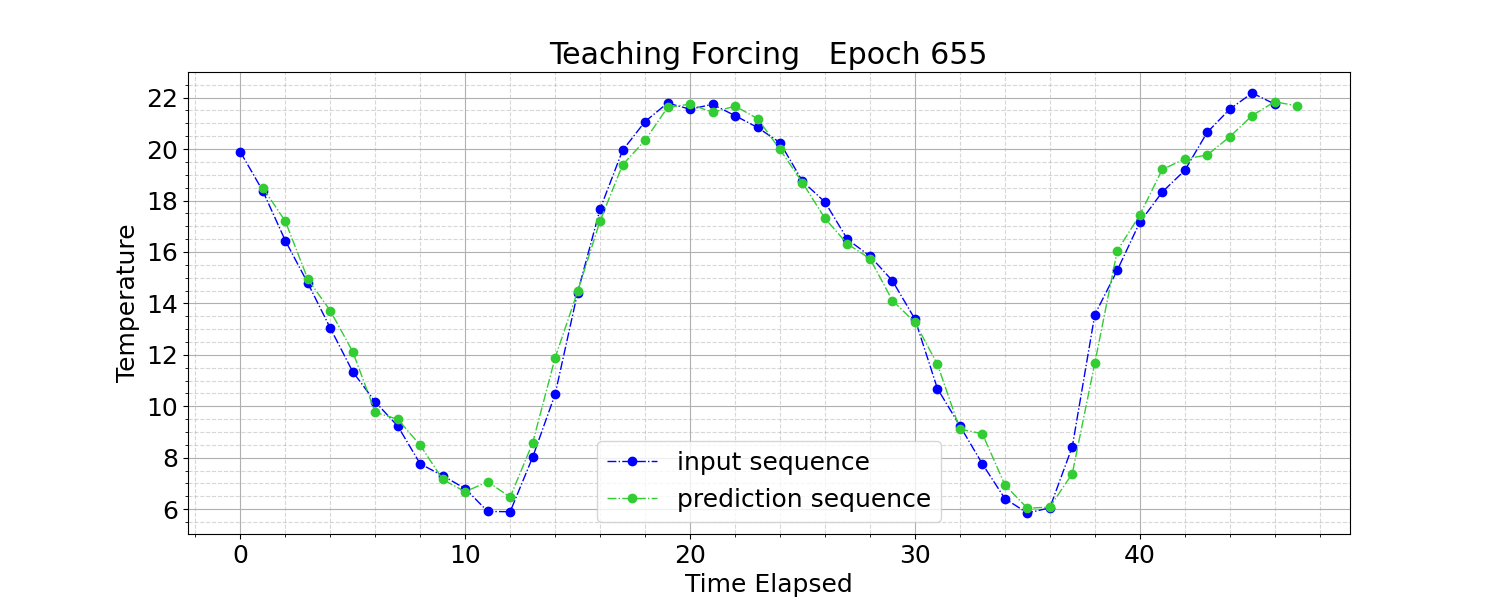 Teaching Forcing   Epoch 655
Temperature
22
20
18
16
14
12
10
8
6
input sequence
prediction sequence
0 10 20 30 40
Time Elapsed